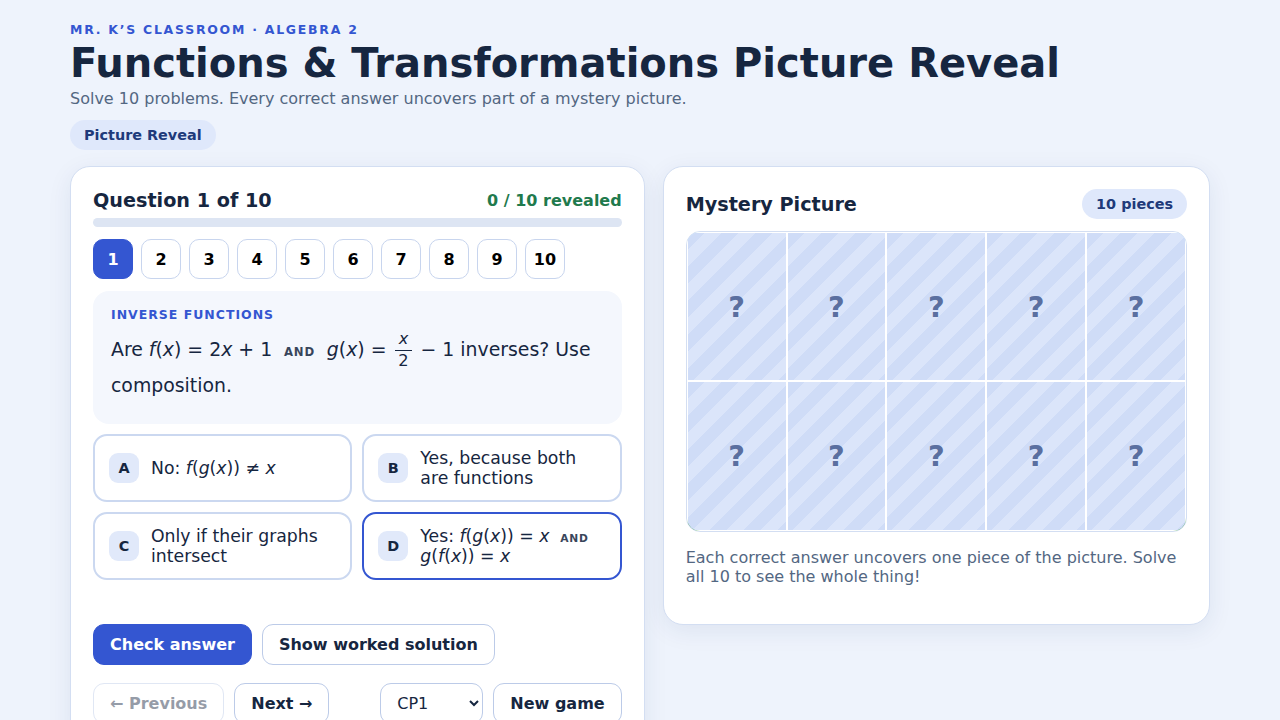 MR. K’S CLASSROOM · ALGEBRA 2
Functions & Transformations Picture Reveal
Solve 10 problems. Every correct answer uncovers part of a mystery picture.
Picture Reveal
Question 1 of 10
0 / 10 revealed
1 2 3 4 5 6 7 8 9 10
INVERSE FUNCTIONS
Are f(x) = 2x + 1 AND g(x) = x/2 − 1 inverses? Use
composition.
A No: f(g(x)) ≠ x
B Yes, because both
are functions
C Only if their graphs
intersect
D Yes: f(g(x)) = x AND
g(f(x)) = x
Check answer
Show worked solution
← Previous
Next →
CP1
New game
Mystery Picture
10 pieces
? ? ? ? ?
? ? ? ? ?
Each correct answer uncovers one piece of the picture. Solve
all 10 to see the whole thing!